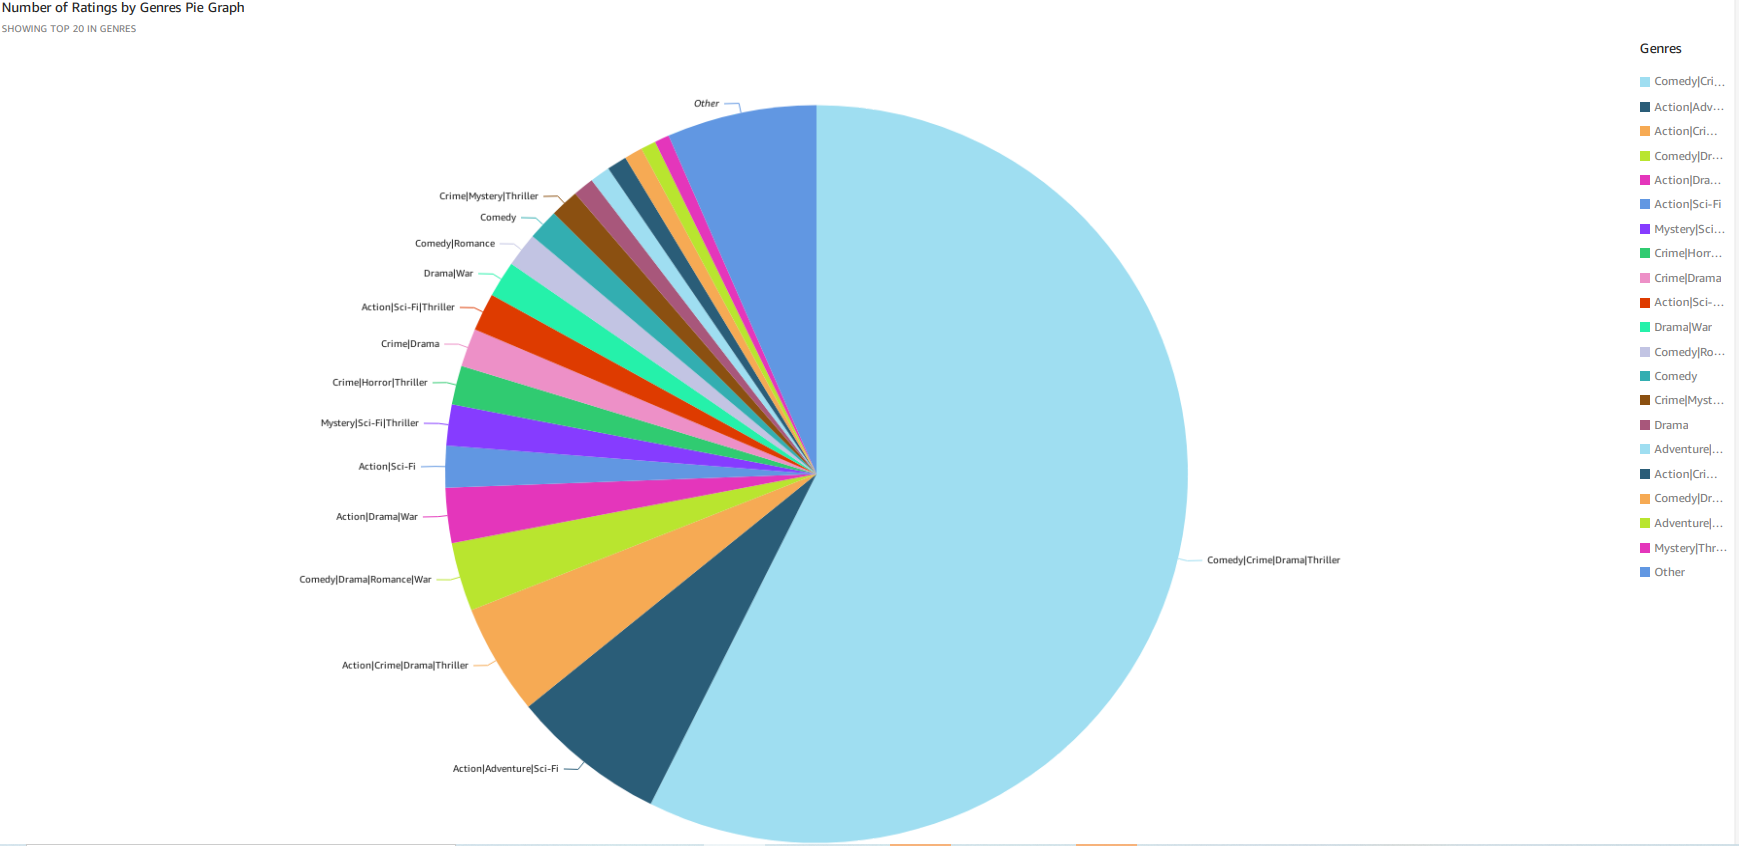 Number of Ratings by Genres Pie Graph
SHOWING TOP 20 IN GENRES
Other
Crime|Mystery|Thriller
Comedy
Comedy|Romance
Drama|War
Action|Sci-Fi|Thriller
Crime|Drama
Crime|Horror|Thriller
Mystery|Sci-Fi|Thriller
Action|Sci-Fi
Action|Drama|War
Comedy|Drama|Romance|War
Action|Crime|Drama|Thriller
Action|Adventure|Sci-Fi
Comedy|Crime|Drama|Thriller
Genres
Comedy|Cri...
Action|Adv...
Action|Cri...
Comedy|Dr...
Action|Dra...
Action|Sci-Fi
Mystery|Sci...
Crime|Horr...
Crime|Drama
Action|Sci-...
Drama|War
Comedy|Ro...
Comedy
Crime|Myst...
Drama
Adventure|...
Action|Cri...
Comedy|Dr...
Adventure|...
Mystery|Thr...
Other